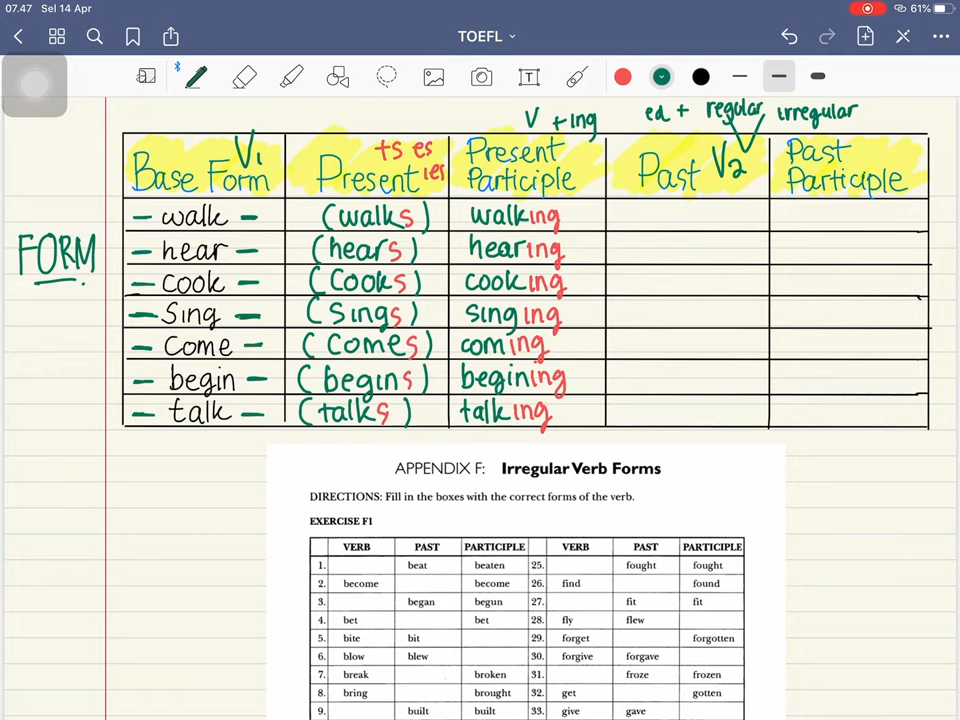 07.47 Sel 14 Apr
61%
TOEFL
T
V + ing
ed + regular irregular
Base Form V1
Present +s es ies
Present Participle
Past V2
Past Participle
FORM
- walk - (walks) walking
- hear - (hears) hearing
- cook - (Cooks) cooking
- Sing - (Sings) singing
- Come - (Comes) coming
- begin - (begins) begining
- talk - (talks) talking
APPENDIX F: Irregular Verb Forms
DIRECTIONS: Fill in the boxes with the correct forms of the verb.
EXERCISE F1
VERB PAST PARTICIPLE VERB PAST PARTICIPLE
1. beat beaten 25. fought fought
2. become become 26. find found
3. began begun 27. fit fit
4. bet bet 28. fly flew
5. bite bit 29. forget forgotten
6. blow blew 30. forgive forgave
7. break broken 31. froze frozen
8. bring brought 32. get gotten
9. built built 33. give gave